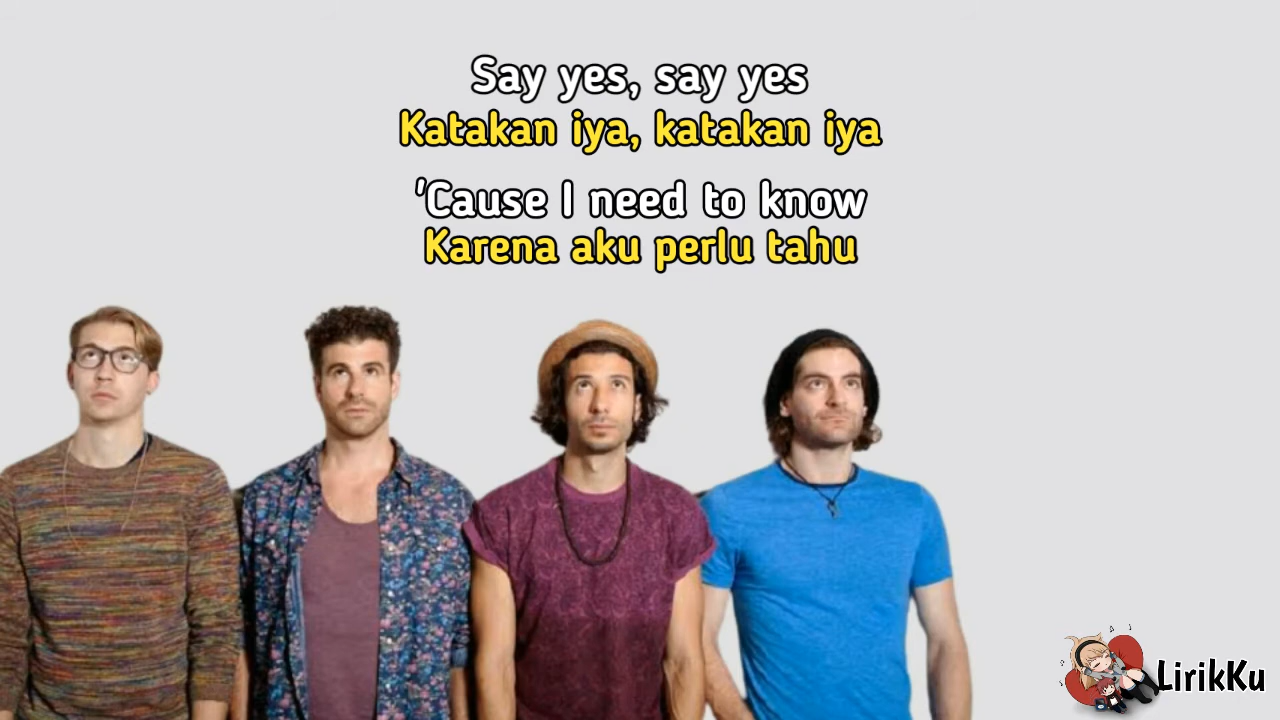 Say yes, say yes
Katakan iya, katakan iya
'Cause I need to know
Karena aku perlu tahu
LirikKu